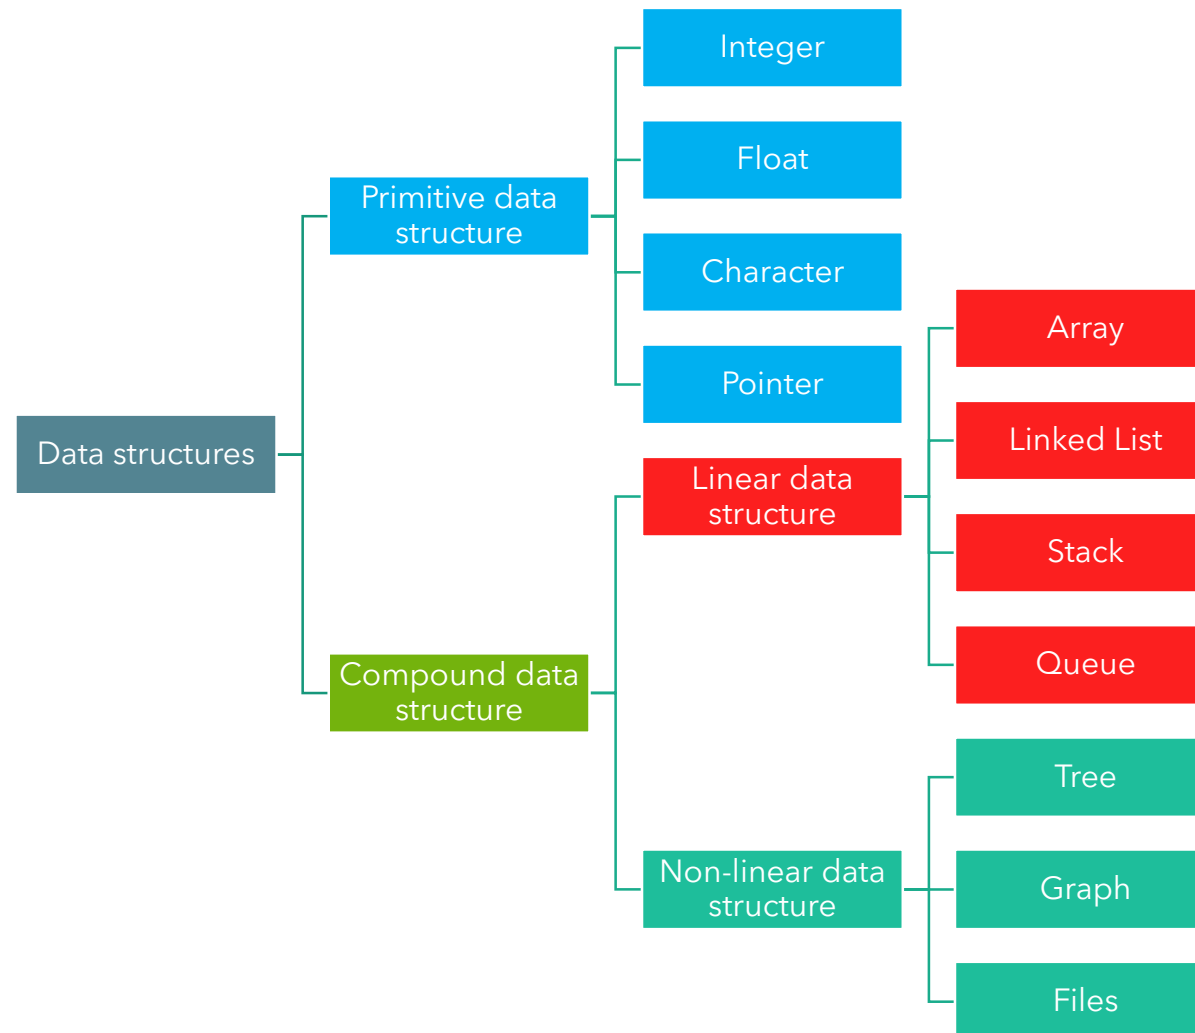 Integer
Float
Primitive data
structure
Character
Array
Pointer
Data structures
Linked List
Linear data
structure
Stack
Compound data
structure
Queue
Tree
Non-linear data
structure
Graph
Files